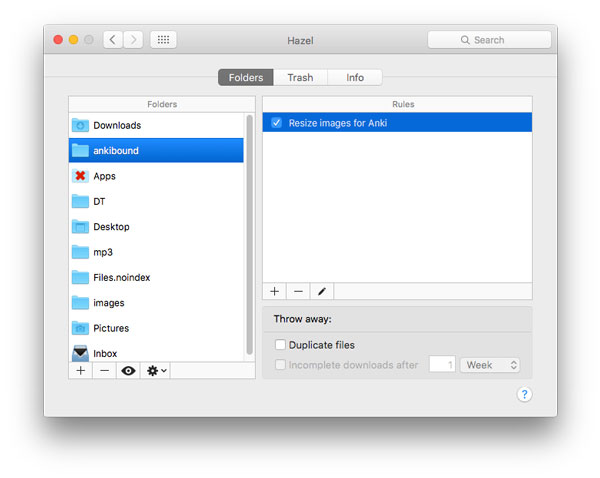 Hazel
Search
Folders Trash Info
Folders
Downloads
ankibound
Apps
DT
Desktop
mp3
Files.noindex
images
Pictures
Inbox
Rules
Resize images for Anki
Throw away:
Duplicate files
Incomplete downloads after 1 Week
?